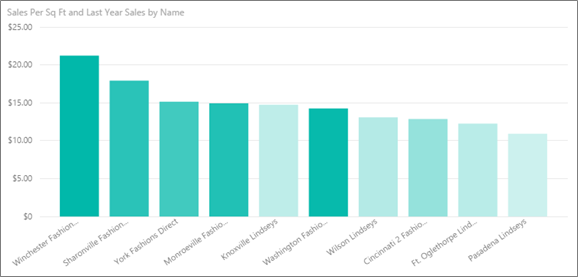 Sales Per Sq Ft and Last Year Sales by Name
$25.00
$20.00
$15.00
$10.00
$5.00
$0
Winchester Fashion...
Sharonville Fashion...
York Fashions Direct
Monroeville Fashio...
Knoxville Lindseys
Washington Fashio...
Wilson Lindseys
Cincinnati 2 Fashio...
Ft. Oglethorpe Lind...
Pasadena Lindseys